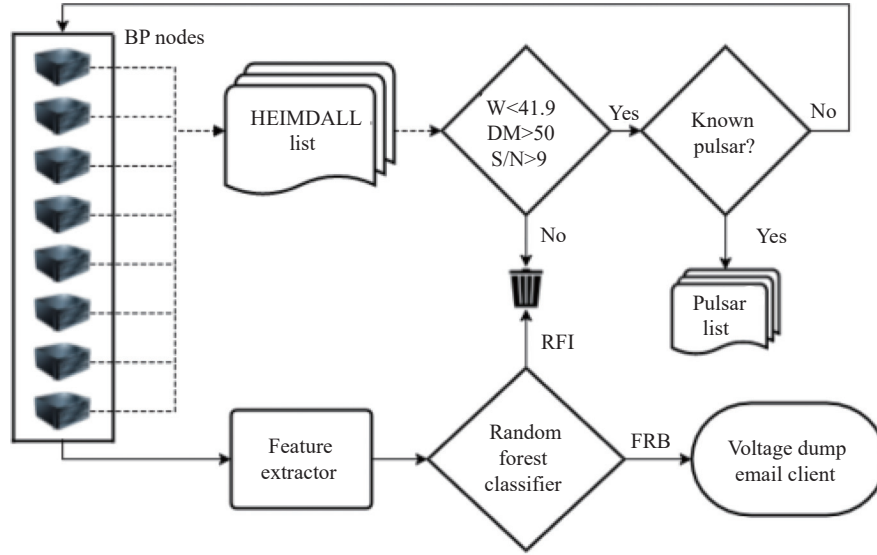 BP nodes
HEIMDALL
list
W<41.9
DM>50
S/N>9
Yes
Known
pulsar?
No
No
Yes
Pulsar
list
RFI
Feature
extractor
Random
forest
classifier
FRB
Voltage dump
email client